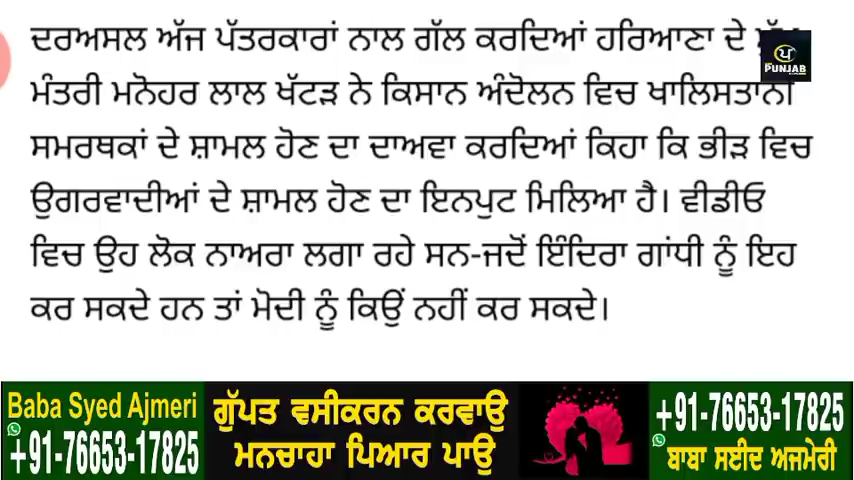 ਦਰਅਸਲ ਅੱਜ ਪੱਤਰਕਾਰਾਂ ਨਾਲ ਗੱਲ ਕਰਦਿਆਂ ਹਰਿਆਣਾ ਦੇ
PUNJAB
ਮੰਤਰੀ ਮਨੋਹਰ ਲਾਲ ਖੱਟੜ ਨੇ ਕਿਸਾਨ ਅੰਦੋਲਨ ਵਿਚ ਖਾਲਿਸਤਾਨੀ
ਸਮਰਥਕਾਂ ਦੇ ਸ਼ਾਮਲ ਹੋਣ ਦਾ ਦਾਅਵਾ ਕਰਦਿਆਂ ਕਿਹਾ ਕਿ ਭੀੜ ਵਿਚ
ਉਗਰਵਾਦੀਆਂ ਦੇ ਸ਼ਾਮਲ ਹੋਣ ਦਾ ਇਨਪੁਟ ਮਿਲਿਆ ਹੈ। ਵੀਡੀਓ
ਵਿਚ ਉਹ ਲੋਕ ਨਾਅਰਾ ਲਗਾ ਰਹੇ ਸਨ-ਜਦੋਂ ਇੰਦਿਰਾ ਗਾਂਧੀ ਨੂੰ ਇਹ
ਕਰ ਸਕਦੇ ਹਨ ਤਾਂ ਮੋਦੀ ਨੂੰ ਕਿਉਂ ਨਹੀਂ ਕਰ ਸਕਦੇ।
Baba Syed Ajmeri
+91-76653-17825
ਗੁੱਪਤ ਵਸੀਕਰਨ ਕਰਵਾਉ
ਮਨਚਾਹਾ ਪਿਆਰ ਪਾਉ
+91-76653-17825
ਬਾਬਾ ਸਈਦ ਅਜਮੇਰੀ